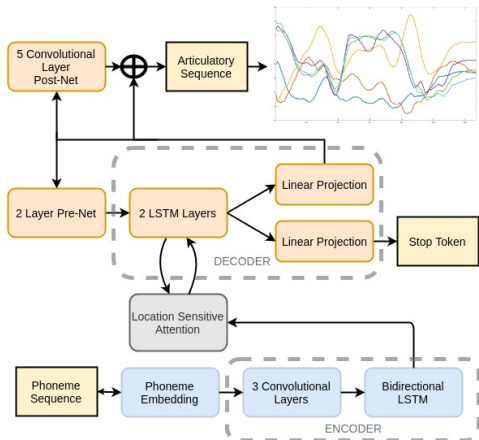 5 Convolutional
Layer
Post-Net
Articulatory
Sequence
2 Layer Pre-Net
2 LSTM Layers
Linear Projection
Linear Projection
Stop Token
DECODER
Location Sensitive
Attention
Phoneme
Sequence
Phoneme
Embedding
3 Convolutional
Layers
Bidirectional
LSTM
ENCODER